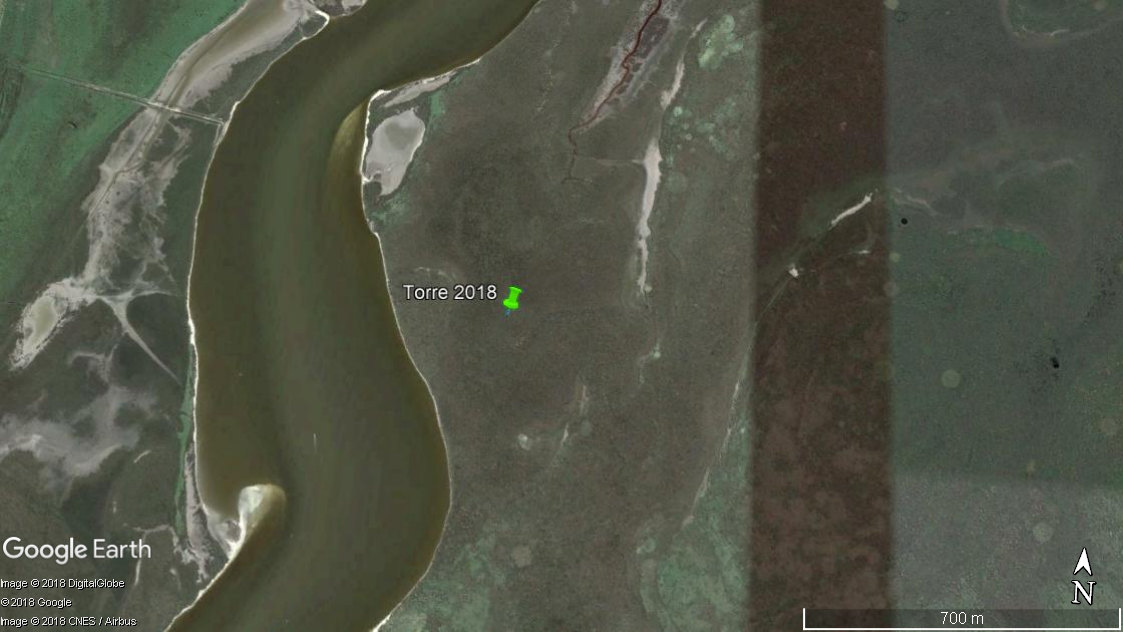 Torre 2018
Google Earth
Image © 2018 DigitalGlobe
©2018 Google
Image © 2018 CNES / Airbus
N
700 m